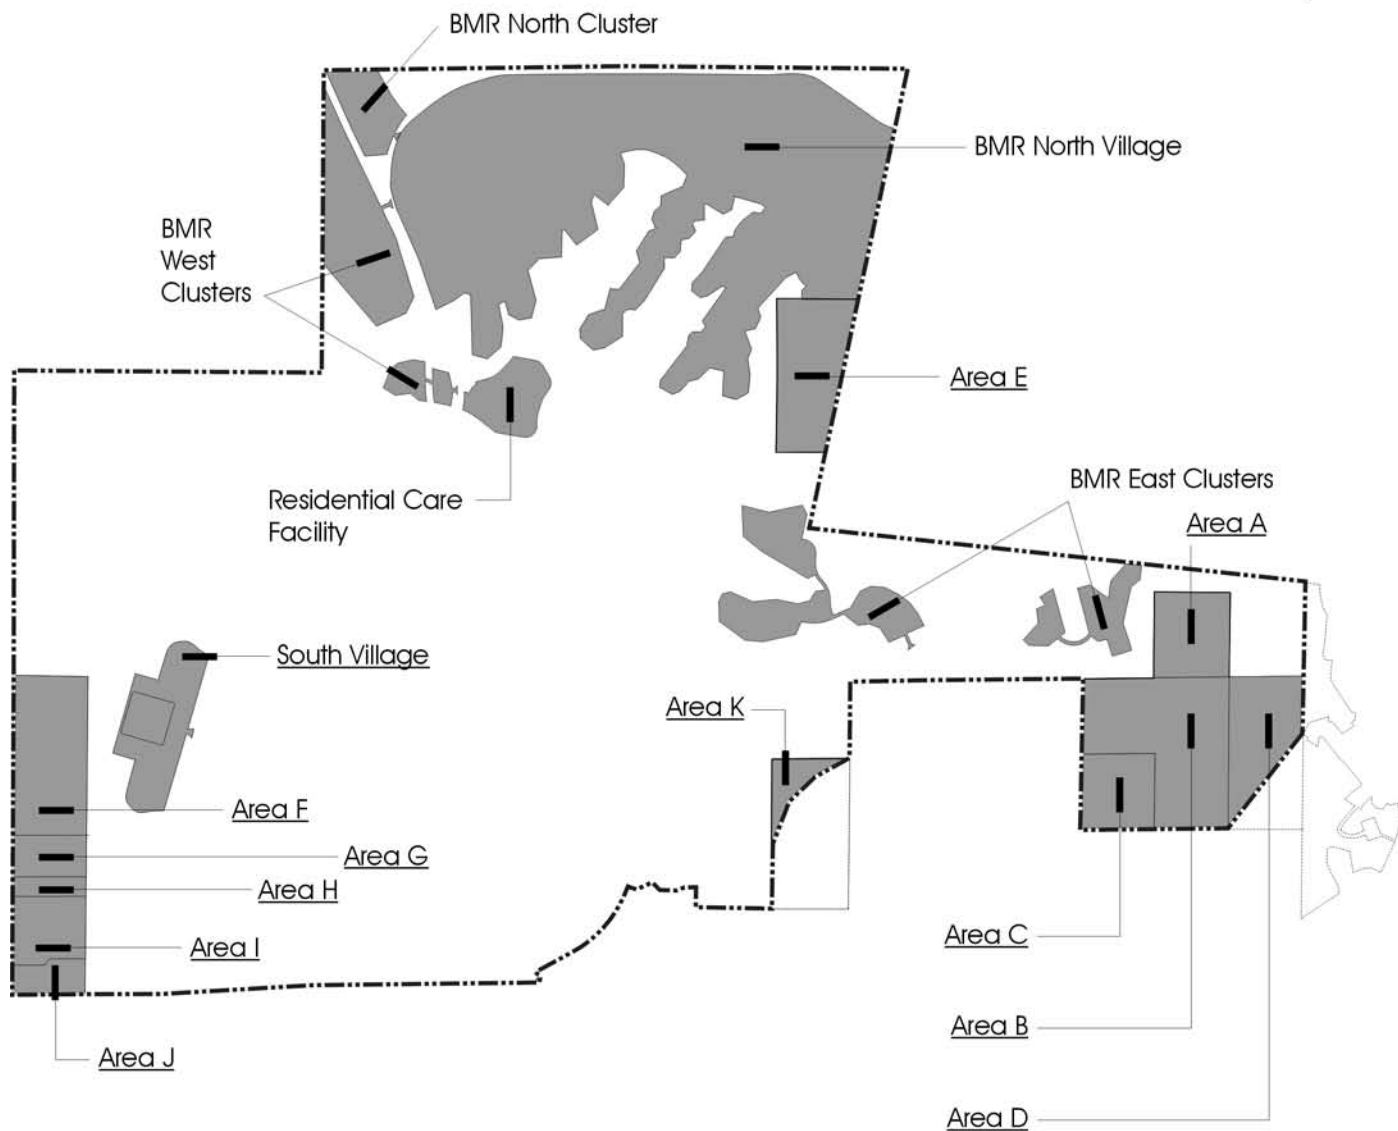 BMR North Cluster
BMR North Village
BMR
West
Clusters
Area E
BMR East Clusters
Residential Care
Facility
Area A
South Village
Area K
Area F
Area G
Area H
Area C
Area I
Area B
Area J
Area D